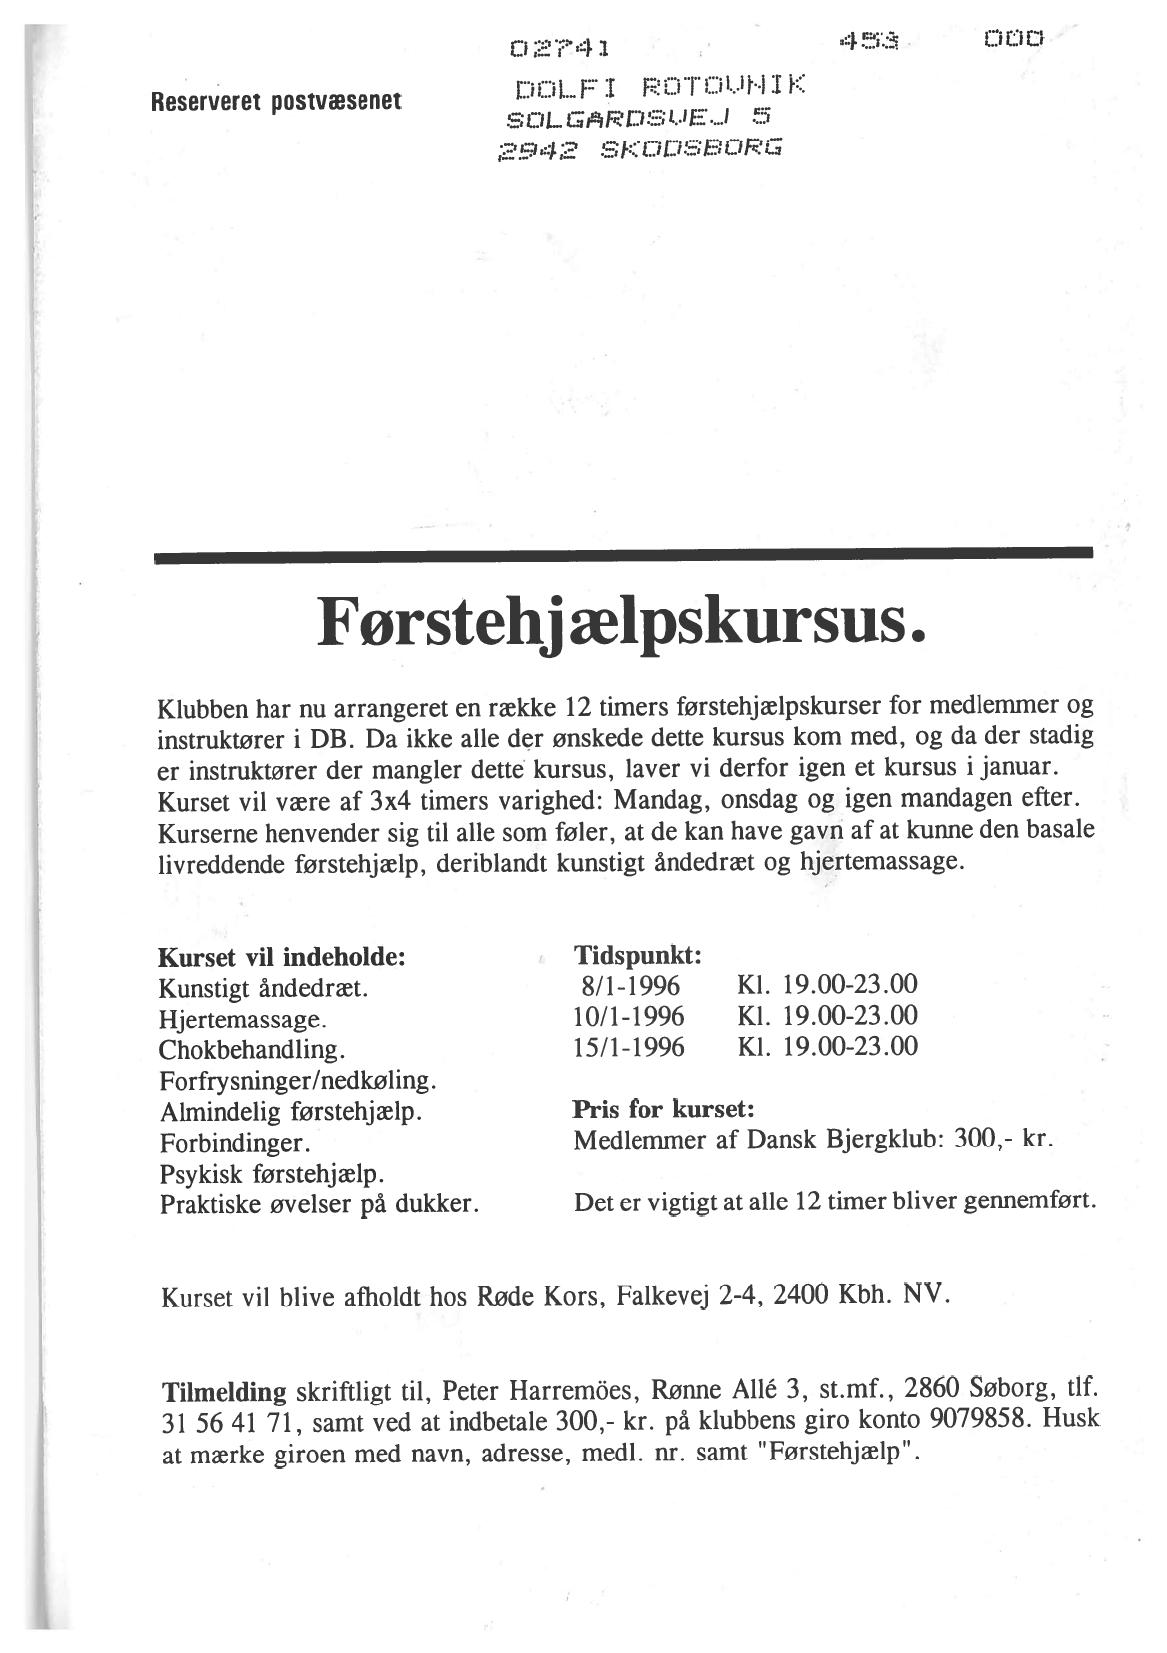 02741 453 000
Reserveret postvæsenet
DOLFI ROTOVNIK
SOLGARDSVEJ 5
2942 SKODSBORG
Førstehjælpskursus.
Klubben har nu arrangeret en række 12 timers førstehjælpskurser for medlemmer og
instruktører i DB. Da ikke alle der ønskede dette kursus kom med, og da der stadig
er instruktører der mangler dette kursus, laver vi derfor igen et kursus i januar.
Kurset vil være af 3x4 timers varighed: Mandag, onsdag og igen mandagen efter.
Kurserne henvender sig til alle som føler, at de kan have gavn af at kunne den basale
livreddende førstehjælp, deriblandt kunstigt åndedræt og hjertemassage.
Kurset vil indeholde:
Kunstigt åndedræt.
Hjertemassage.
Chokbehandling.
Forfrysninger/nedkøling.
Almindelig førstehjælp.
Forbindinger.
Psykisk førstehjælp.
Praktiske øvelser på dukker.
Tidspunkt:
8/1-1996 Kl. 19.00-23.00
10/1-1996 Kl. 19.00-23.00
15/1-1996 Kl. 19.00-23.00
Pris for kurset:
Medlemmer af Dansk Bjergklub: 300,- kr.
Det er vigtigt at alle 12 timer bliver gennemført.
Kurset vil blive afholdt hos Røde Kors, Falkevej 2-4, 2400 Kbh. NV.
Tilmelding skriftligt til, Peter Harremöes, Rønne Allé 3, st.mf., 2860 Søborg, tlf.
31 56 41 71, samt ved at indbetale 300,- kr. på klubbens giro konto 9079858. Husk
at mærke giroen med navn, adresse, medl. nr. samt "Førstehjælp".